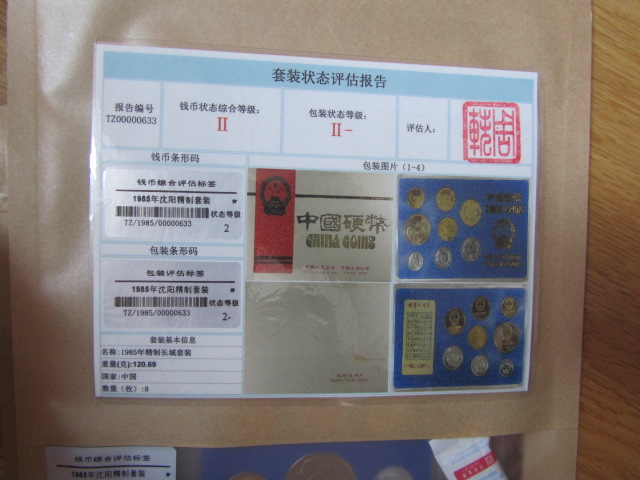 套装状态评估报告
报告编号
TZ00000633
钱币状态综合等级：
II
包装状态等级：
II-
评估人：
钱币条形码
包装图片（1-4）
钱币综合评估标签
1985年沈阳精制套装 *
状态等级
TZ/1985/00000633 2
包装条形码
包装评估标签
1985年沈阳精制套装 *
状态等级
TZ/1985/00000633 2-
套装基本信息
名称:1985年精制长城套装
重量(克):120.69
国家:中国
数量（枚）:8
中國硬幣
CHINA COINS
钱币综合评估标签
1985年沈阳精制套装 *